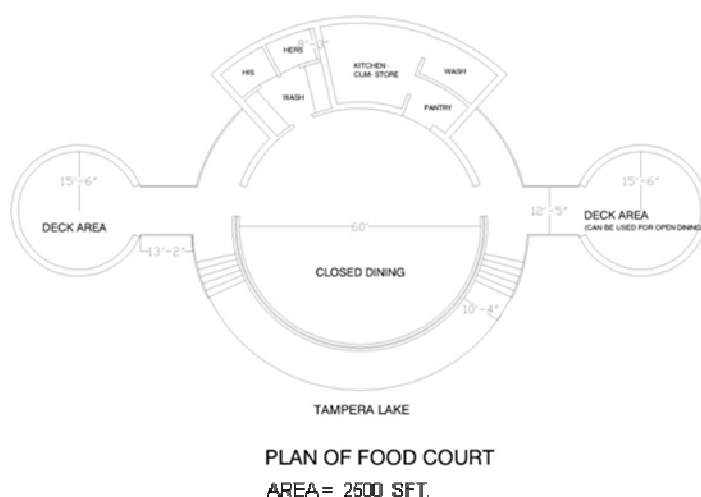 HERS
8'-3"
HIS
KITCHEN -
CUM- STORE
WASH
WASH
PANTRY
15'-6"
15'-6"
12'-5"
DECK AREA
DECK AREA
(CAN BE USED FOR OPEN DINING
60'
13'-2"
CLOSED DINING
10'-4"
TAMPERA LAKE
PLAN OF FOOD COURT
AREA = 2500 SFT.